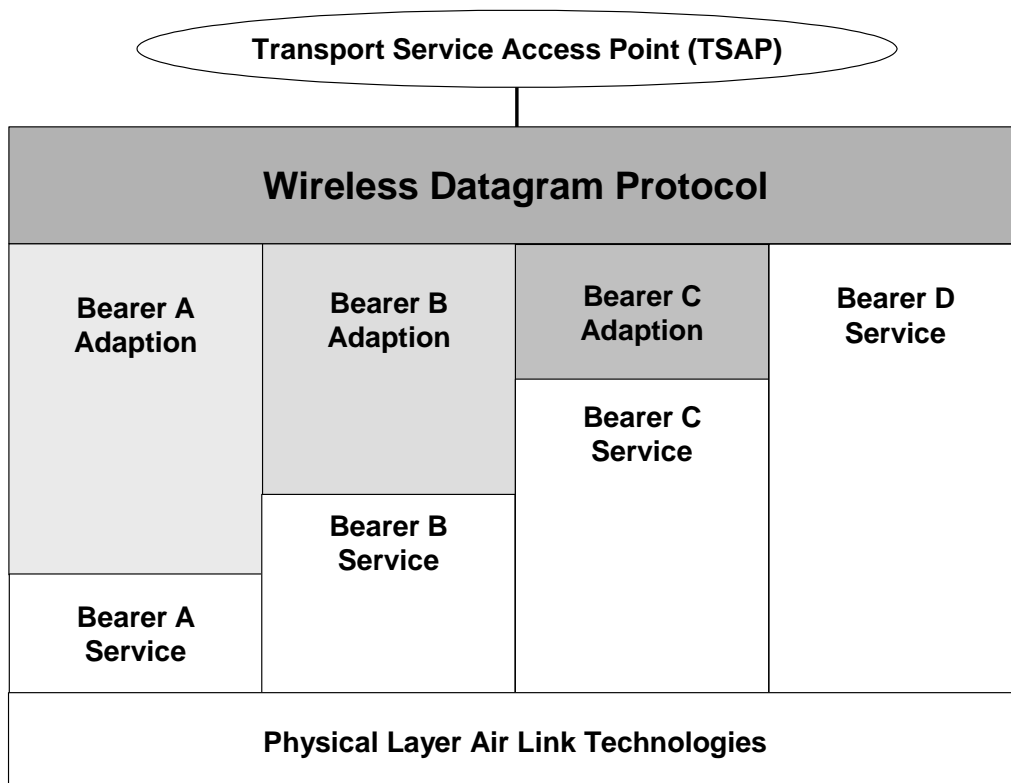 Transport Service Access Point (TSAP)
Wireless Datagram Protocol
Bearer A
Adaption
Bearer B
Adaption
Bearer C
Adaption
Bearer D
Service
Bearer C
Service
Bearer B
Service
Bearer A
Service
Physical Layer Air Link Technologies